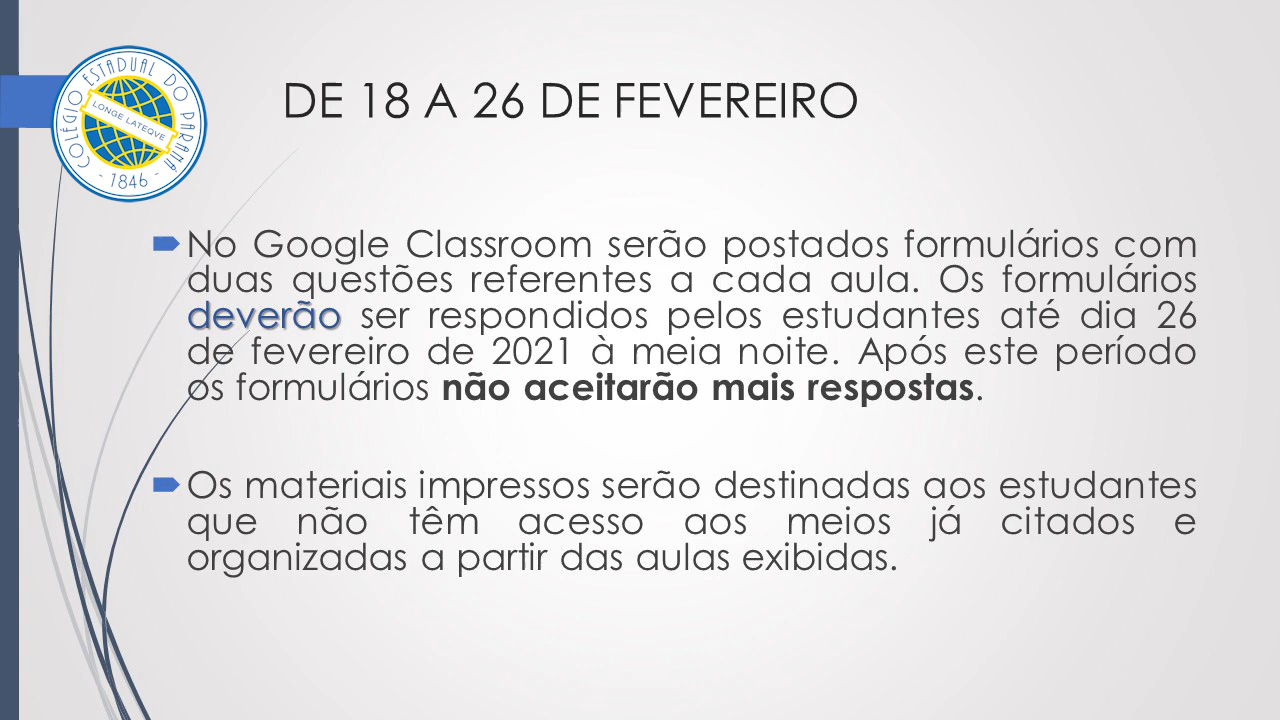 COLÉGIO ESTADUAL DO PARANÁ
LONGE LATEQVE
- 1846 -
DE 18 A 26 DE FEVEREIRO
No Google Classroom serão postados formulários com
duas questões referentes a cada aula. Os formulários
deverão ser respondidos pelos estudantes até dia 26
de fevereiro de 2021 à meia noite. Após este período
os formulários não aceitarão mais respostas.
Os materiais impressos serão destinadas aos estudantes
que não têm acesso aos meios já citados e
organizadas a partir das aulas exibidas.